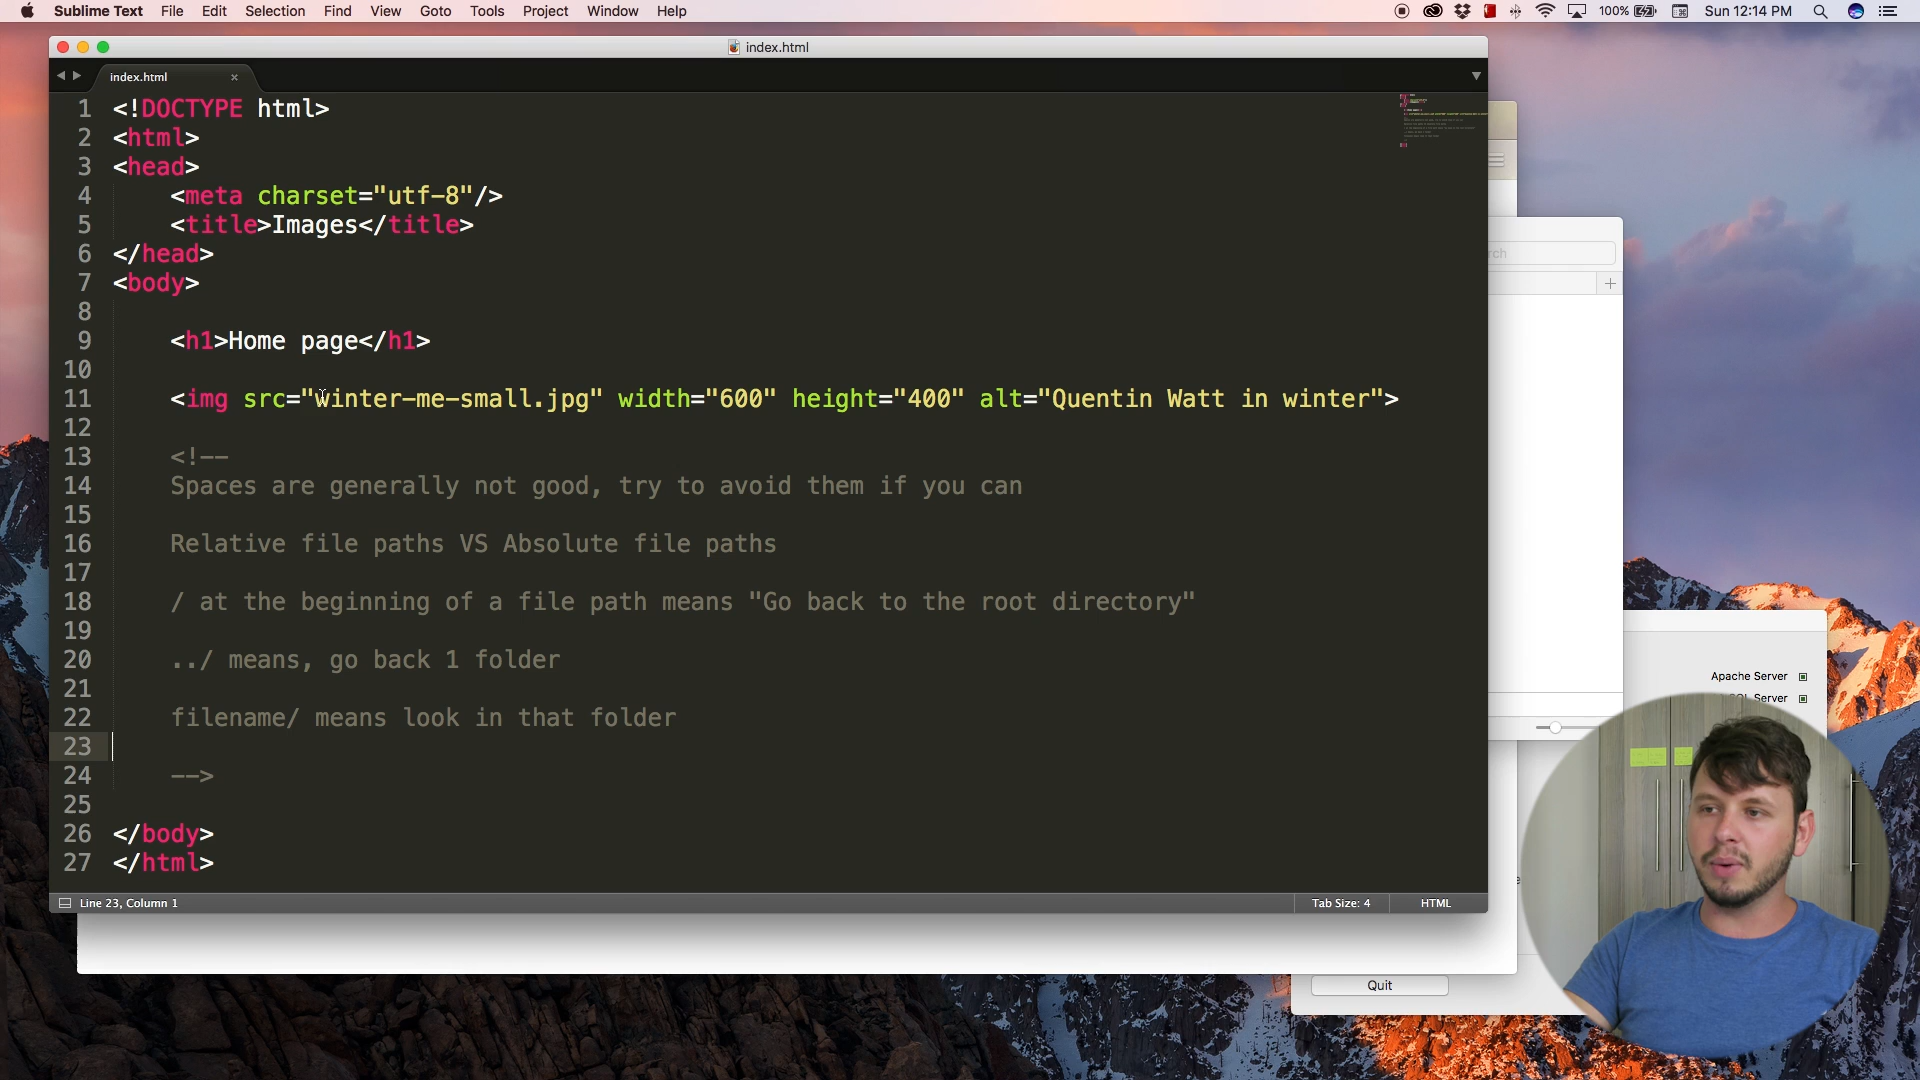 Sublime Text File Edit Selection Find View Goto Tools Project Window Help 100% Sun 12:14 PM
index.html
index.html
1 <!DOCTYPE html>
2 <html>
3 <head>
4 <meta charset="utf-8"/>
5 <title>Images</title>
6 </head>
7 <body>
8
9 <h1>Home page</h1>
10
11 <img src="winter-me-small.jpg" width="600" height="400" alt="Quentin Watt in winter">
12
13 <!--
14 Spaces are generally not good, try to avoid them if you can
15
16 Relative file paths VS Absolute file paths
17
18 / at the beginning of a file path means "Go back to the root directory"
19
20 ../ means, go back 1 folder
21
22 filename/ means look in that folder
23
24 -->
25
26 </body>
27 </html>
Line 23, Column 1 Tab Size: 4 HTML
Apache Server
Server
Quit